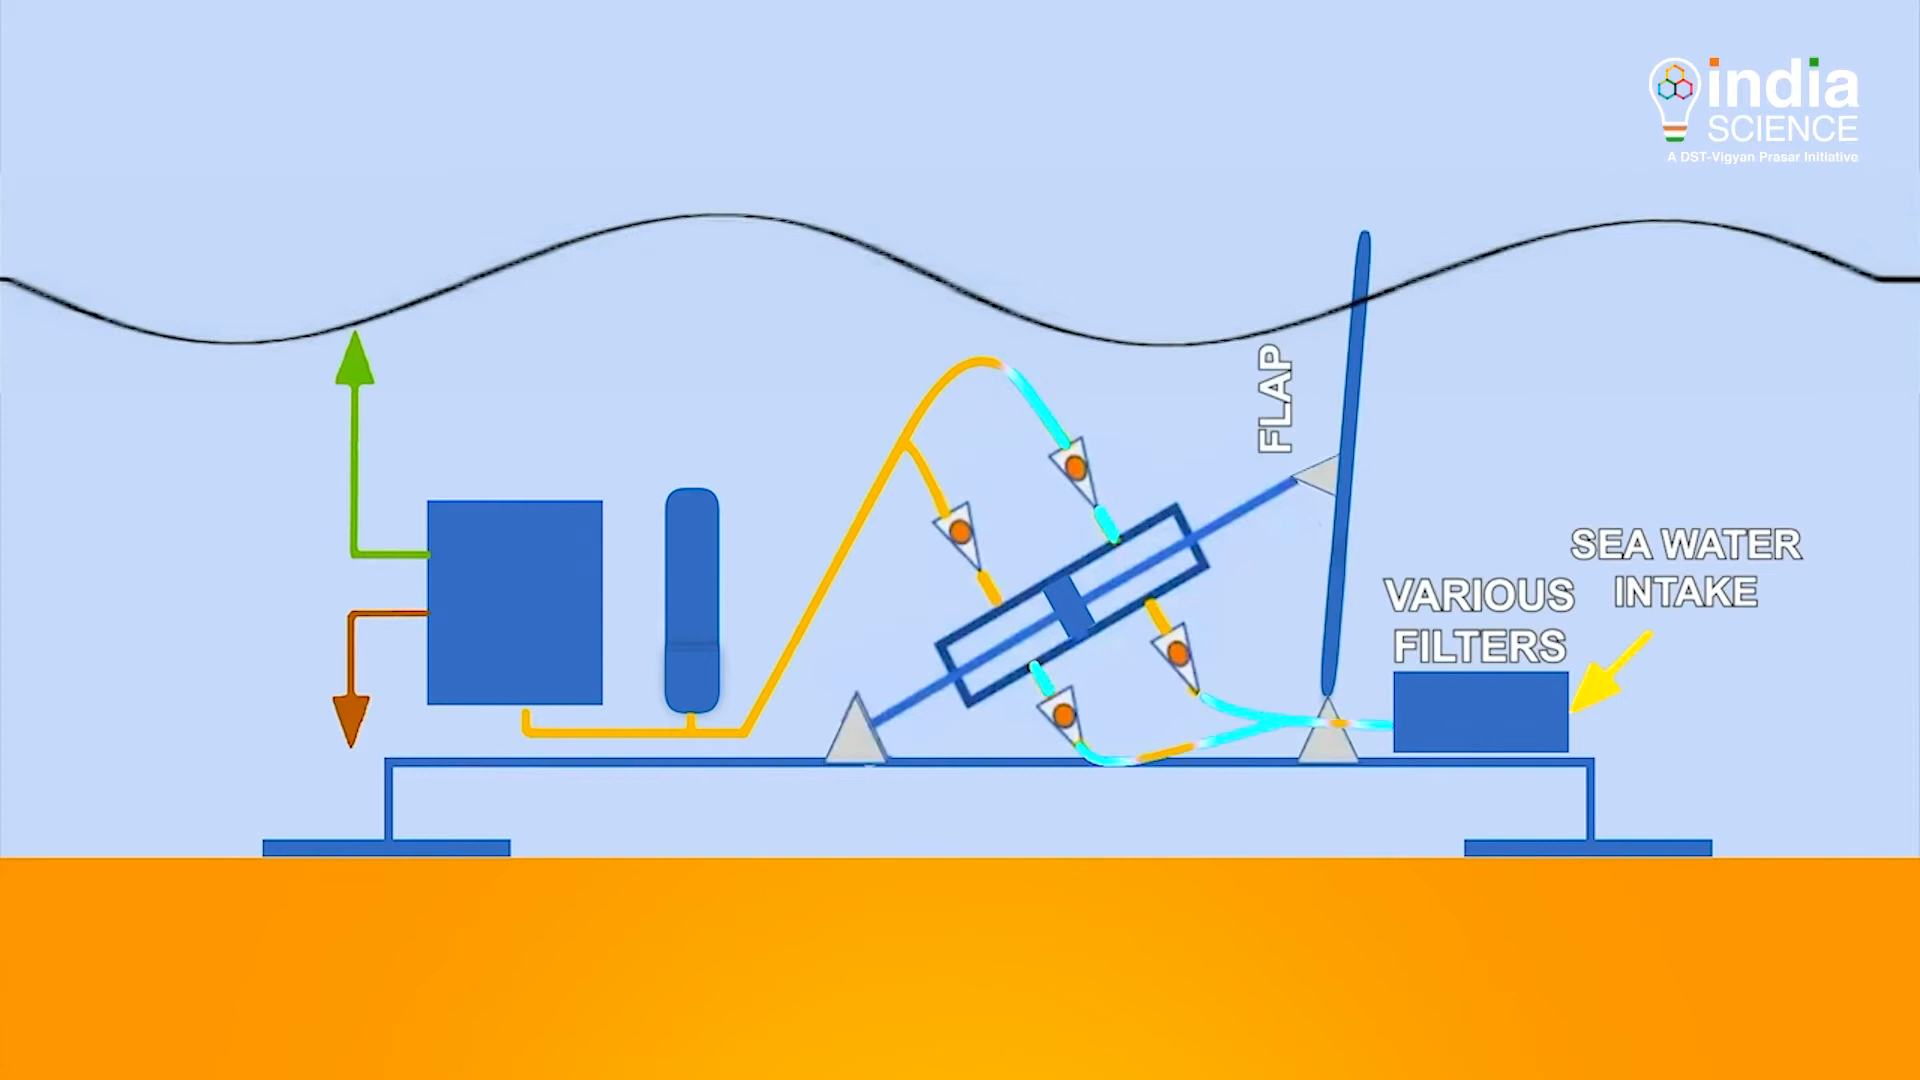 india
SCIENCE
A DST-Vigyan Prasar Initiative
FLAP
SEA WATER
INTAKE
VARIOUS
FILTERS